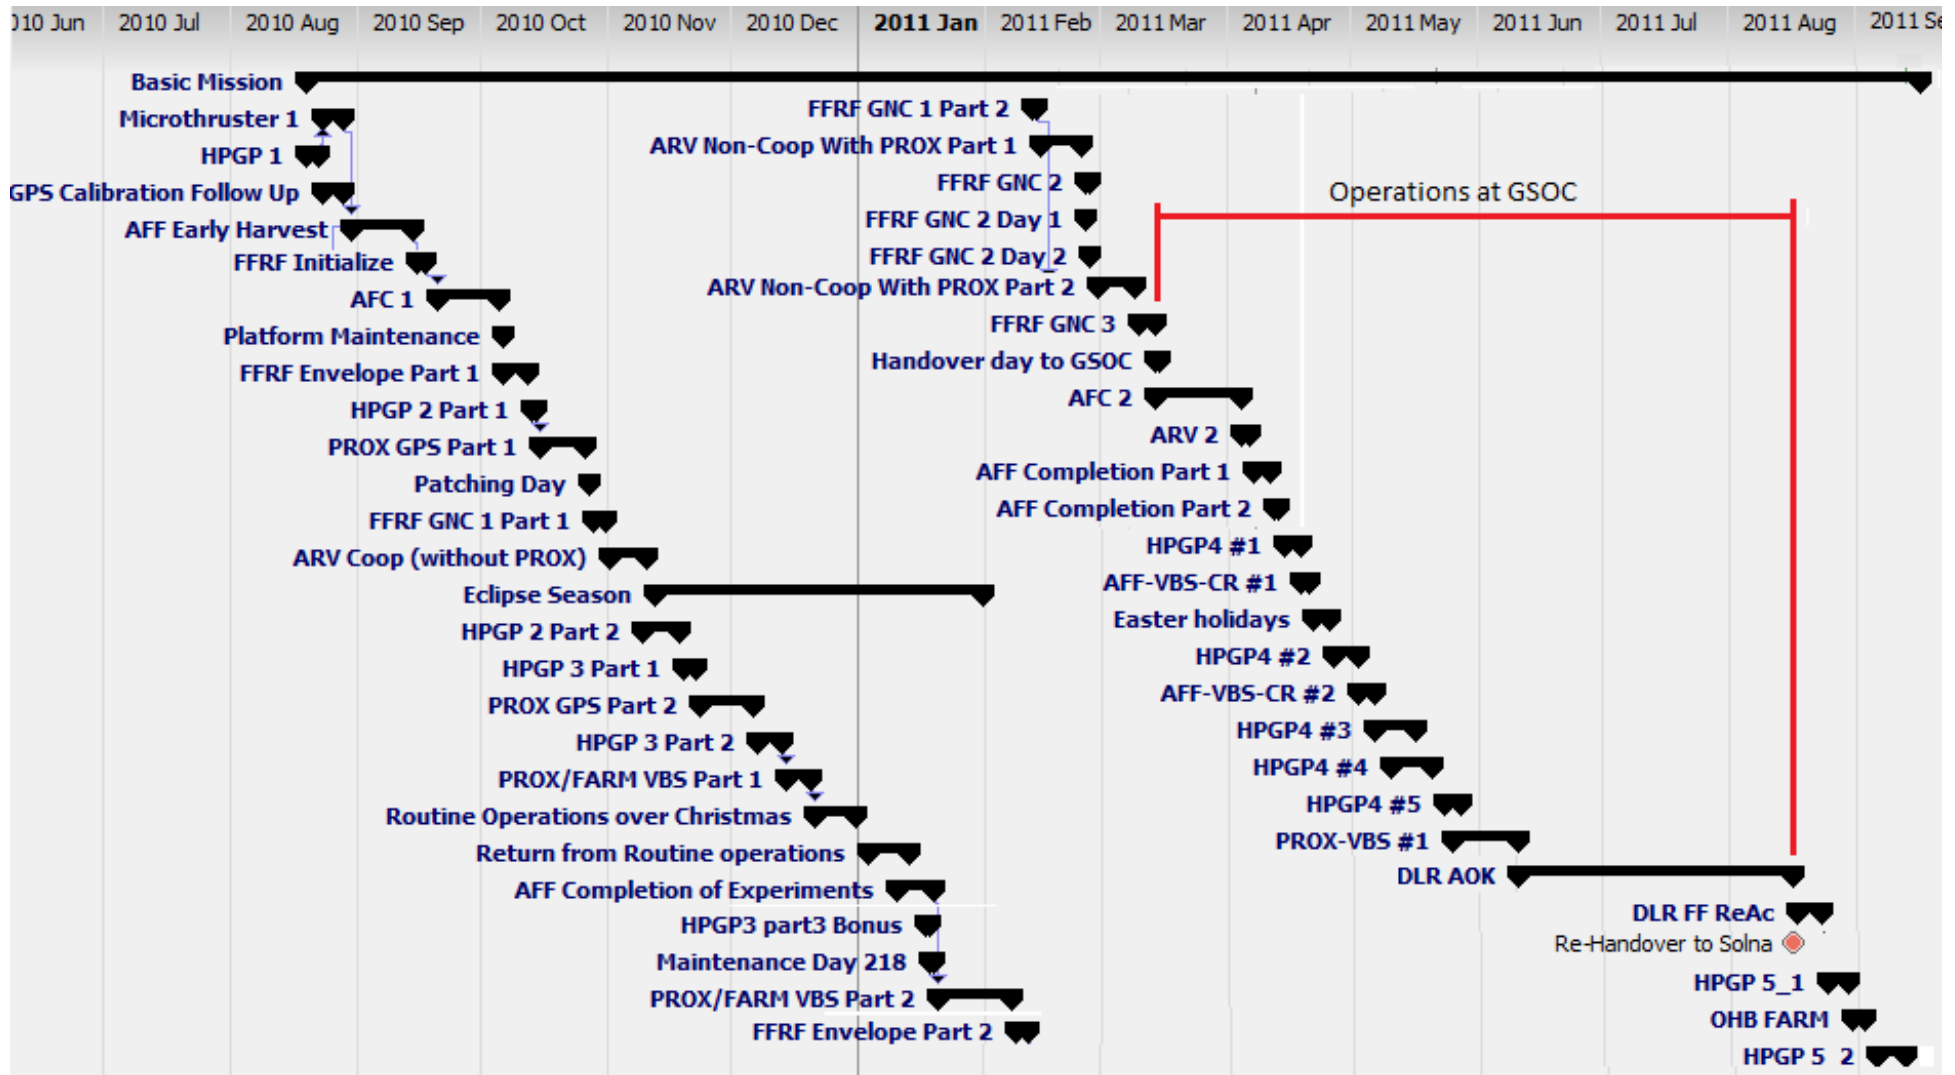 010 Jun 2010 Jul 2010 Aug 2010 Sep 2010 Oct 2010 Nov 2010 Dec 2011 Jan 2011 Feb 2011 Mar 2011 Apr 2011 May 2011 Jun 2011 Jul 2011 Aug 2011 Se
Basic Mission
Microthruster 1
HPGP 1
GPS Calibration Follow Up
AFF Early Harvest
FFRF Initialize
AFC 1
Platform Maintenance
FFRF Envelope Part 1
HPGP 2 Part 1
PROX GPS Part 1
Patching Day
FFRF GNC 1 Part 1
ARV Coop (without PROX)
Eclipse Season
HPGP 2 Part 2
HPGP 3 Part 1
PROX GPS Part 2
HPGP 3 Part 2
PROX/FARM VBS Part 1
Routine Operations over Christmas
Return from Routine operations
AFF Completion of Experiments
HPGP3 part3 Bonus
Maintenance Day 218
PROX/FARM VBS Part 2
FFRF Envelope Part 2
FFRF GNC 1 Part 2
ARV Non-Coop With PROX Part 1
FFRF GNC 2
FFRF GNC 2 Day 1
FFRF GNC 2 Day 2
ARV Non-Coop With PROX Part 2
FFRF GNC 3
Handover day to GSOC
AFC 2
ARV 2
AFF Completion Part 1
AFF Completion Part 2
HPGP4 #1
AFF-VBS-CR #1
Easter holidays
HPGP4 #2
AFF-VBS-CR #2
HPGP4 #3
HPGP4 #4
HPGP4 #5
PROX-VBS #1
DLR AOK
Operations at GSOC
DLR FF ReAc
Re-Handover to Solna
HPGP 5_1
OHB FARM
HPGP 5 2